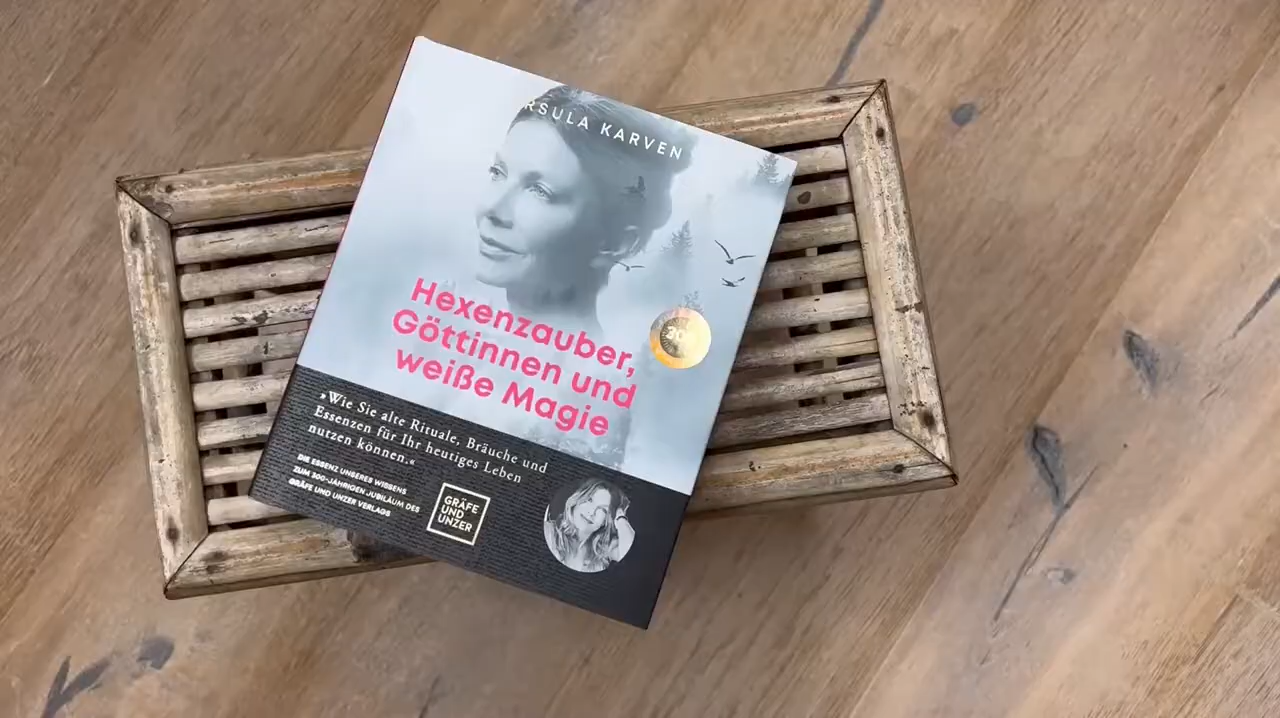 RSULA KARVEN
Hexenzauber,
Göttinnen und
weiße Magie
»Wie Sie alte Rituale, Bräuche und
Essenzen für Ihr heutiges Leben
nutzen können.«
DIE ESSENZ UNSERES WISSENS
ZUM 300-JÄHRIGEN JUBILÄUM DES
GRÄFE UND UNZER VERLAGS
GRÄFE
UND
UNZER